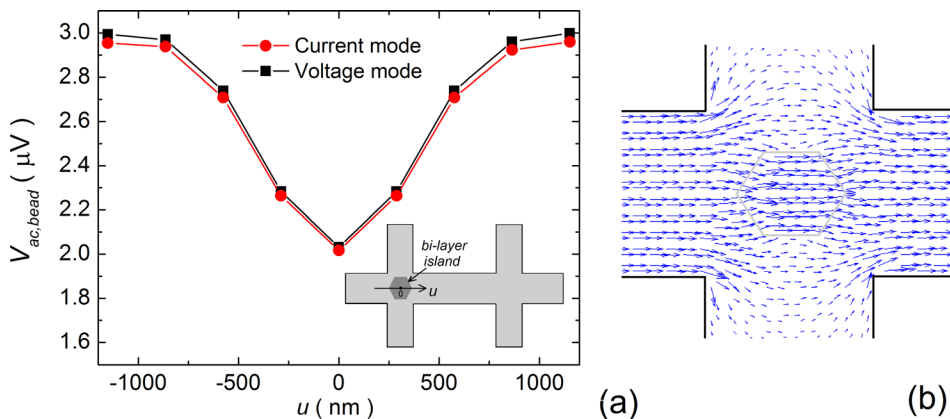 3.0
2.8
2.6
2.4
2.2
2.0
1.8
1.6
V ac,bead ( μV)
Current mode
Voltage mode
bi-layer
island
0
u
-1000 -500 0 500 1000
u ( nm)
(a)
(b)